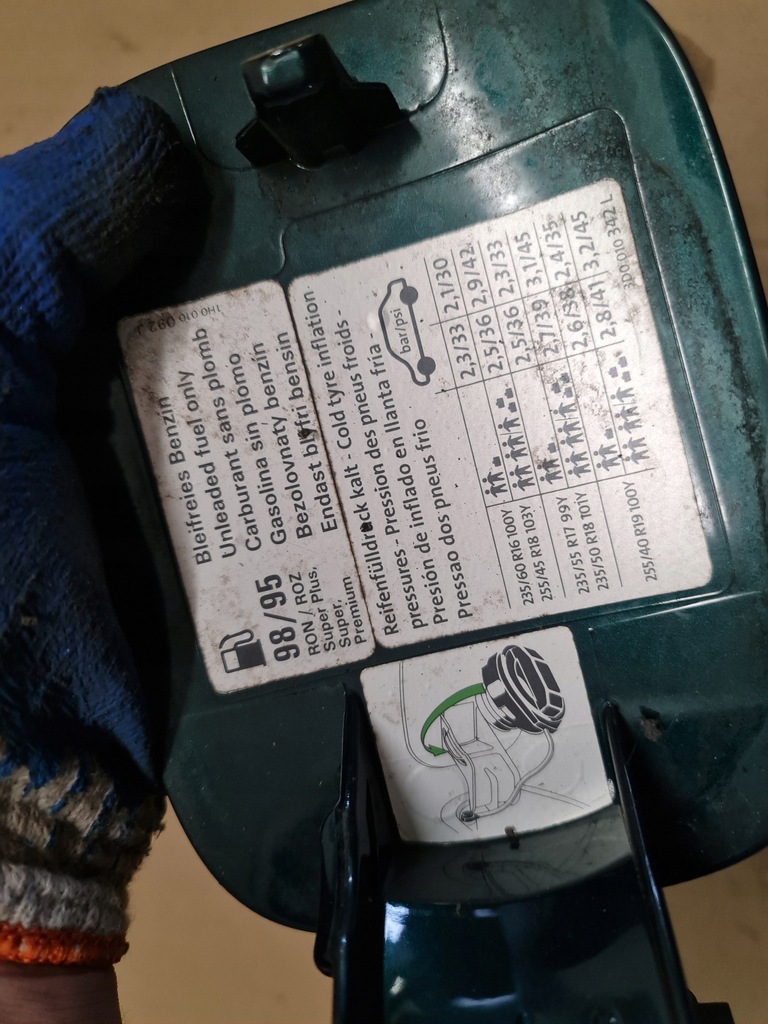 1H0 010 092
Bleifreies Benzin
Unleaded fuel only
Carburant sans plomb
Gasolina sin plomo
Bezolovnaty benzin
Endast blyfri bensin
98/95
RON / ROZ
Super Plus,
Super,
Premium
Reifenfülldruck kalt - Cold tyre inflation
pressures - Pression des pneus froids -
Presión de inflado en llanta fria -
Pressao dos pneus frio
bar/psi
235/60 R16 100Y
255/45 R18 103Y
2,3/33 2,1/30
2,5/36 2,9/42
235/55 R17 99Y
235/50 R18 101Y
2,5/36 2,3/33
2,7/39 3,1/45
255/40 R19 100Y
2,6/38 2,4/35
2,8/41 3,2/45
3D0 010 342 L